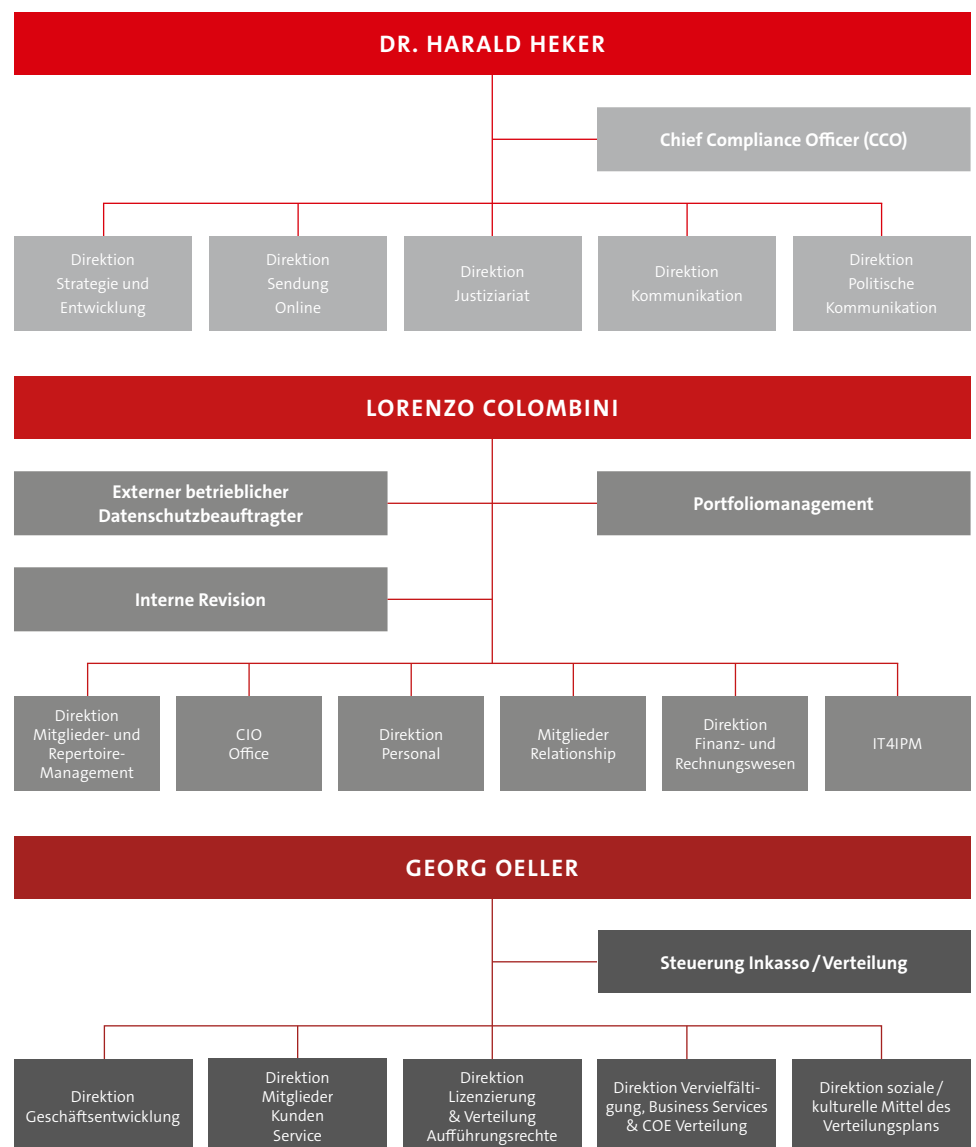 DR. HARALD HEKER
Chief Compliance Officer (CCO)
Direktion
Strategie und
Entwicklung
Direktion
Sendung
Online
Direktion
Justiziariat
Direktion
Kommunikation
Direktion
Politische
Kommunikation
LORENZO COLOMBINI
Externer betrieblicher
Datenschutzbeauftragter
Portfoliomanagement
Interne Revision
Direktion
Mitglieder- und
Repertoire-
Management
CIO
Office
Direktion
Personal
Mitglieder
Relationship
Direktion
Finanz- und
Rechnungswesen
IT4IPM
GEORG OELLER
Steuerung Inkasso / Verteilung
Direktion
Geschäftsentwicklung
Direktion
Mitglieder
Kunden
Service
Direktion
Lizenzierung
& Verteilung
Aufführungsrechte
Direktion Vervielfälti-
gung, Business Services
& COE Verteilung
Direktion soziale /
kulturelle Mittel des
Verteilungsplans